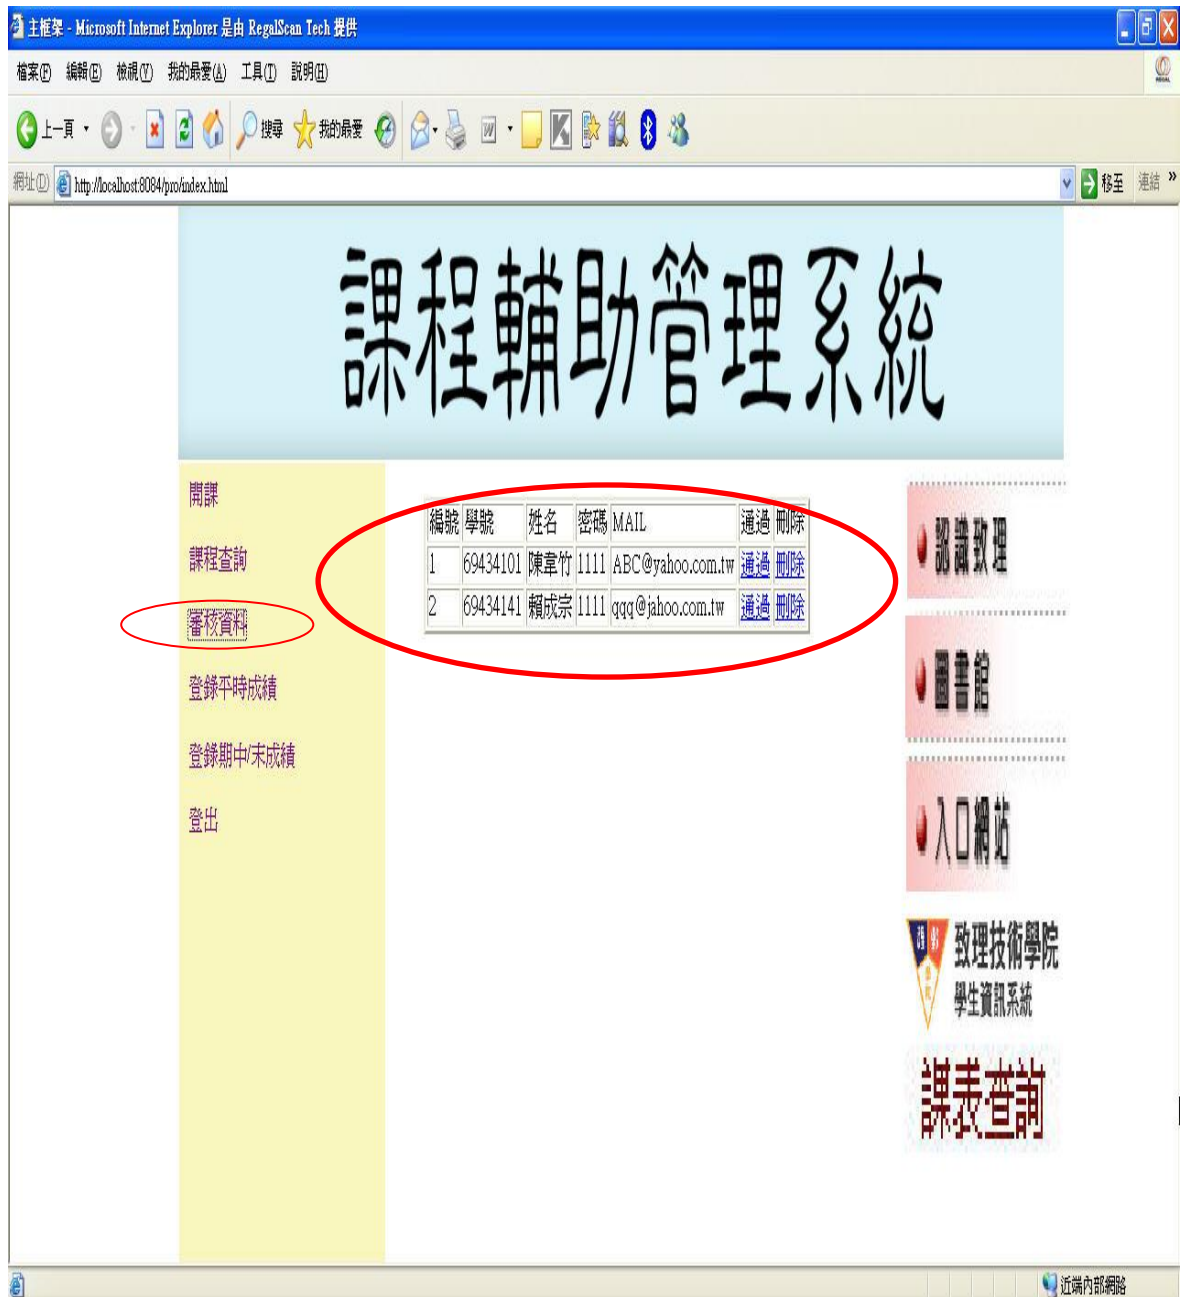 主框架 - Microsoft Internet Explorer 是由 RegalScan Tech 提供
檔案(F) 編輯(E) 檢視(V) 我的最愛(A) 工具(T) 說明(H)
上一頁 搜尋 我的最愛
網址(D) http://localhost:8084/pro/index.html 移至 連結 »
課程輔助管理系統
開課
課程查詢
審核資料
登錄平時成績
登錄期中/末成績
登出
編號 學號 姓名 密碼 MAIL 通過 刪除
1 69434101 陳韋竹 1111 ABC@yahoo.com.tw 通過 刪除
2 69434141 賴成宗 1111 qqq@jahoo.com.tw 通過 刪除
認識致理
圖書館
入口網站
致理技術學院
學生資訊系統
課表查詢
近端內部網路